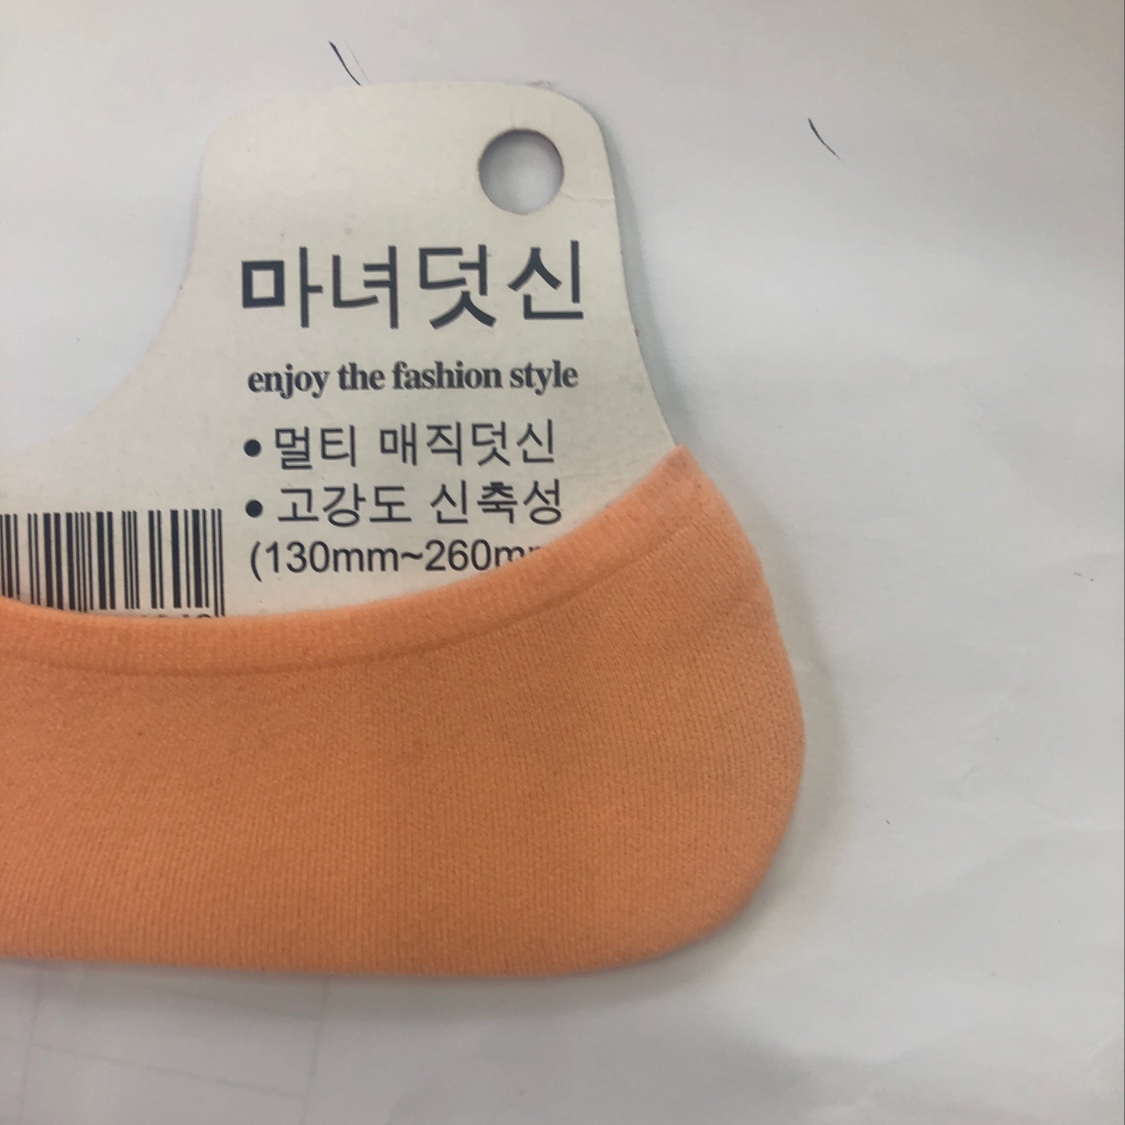 마녀덧신
enjoy the fashion style
• 멀티 매직덧신
• 고강도 신축성
(130mm~260m